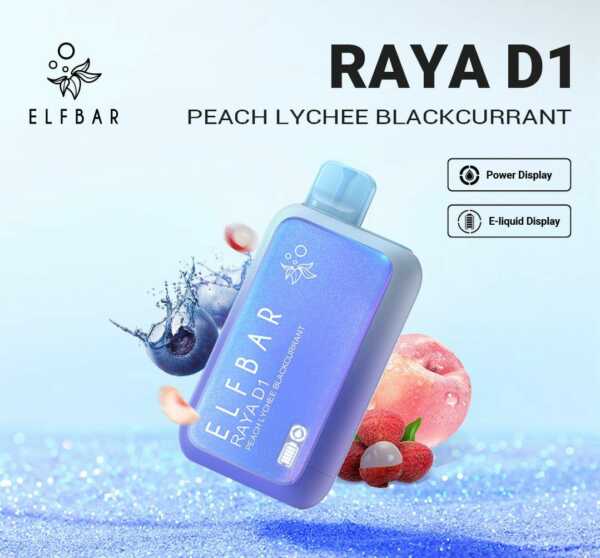 ELFBAR
RAYA D1
PEACH LYCHEE BLACKCURRANT
Power Display
E-liquid Display
ELFBAR
RAYA D1
PEACH LYCHEE BLACKCURRANT